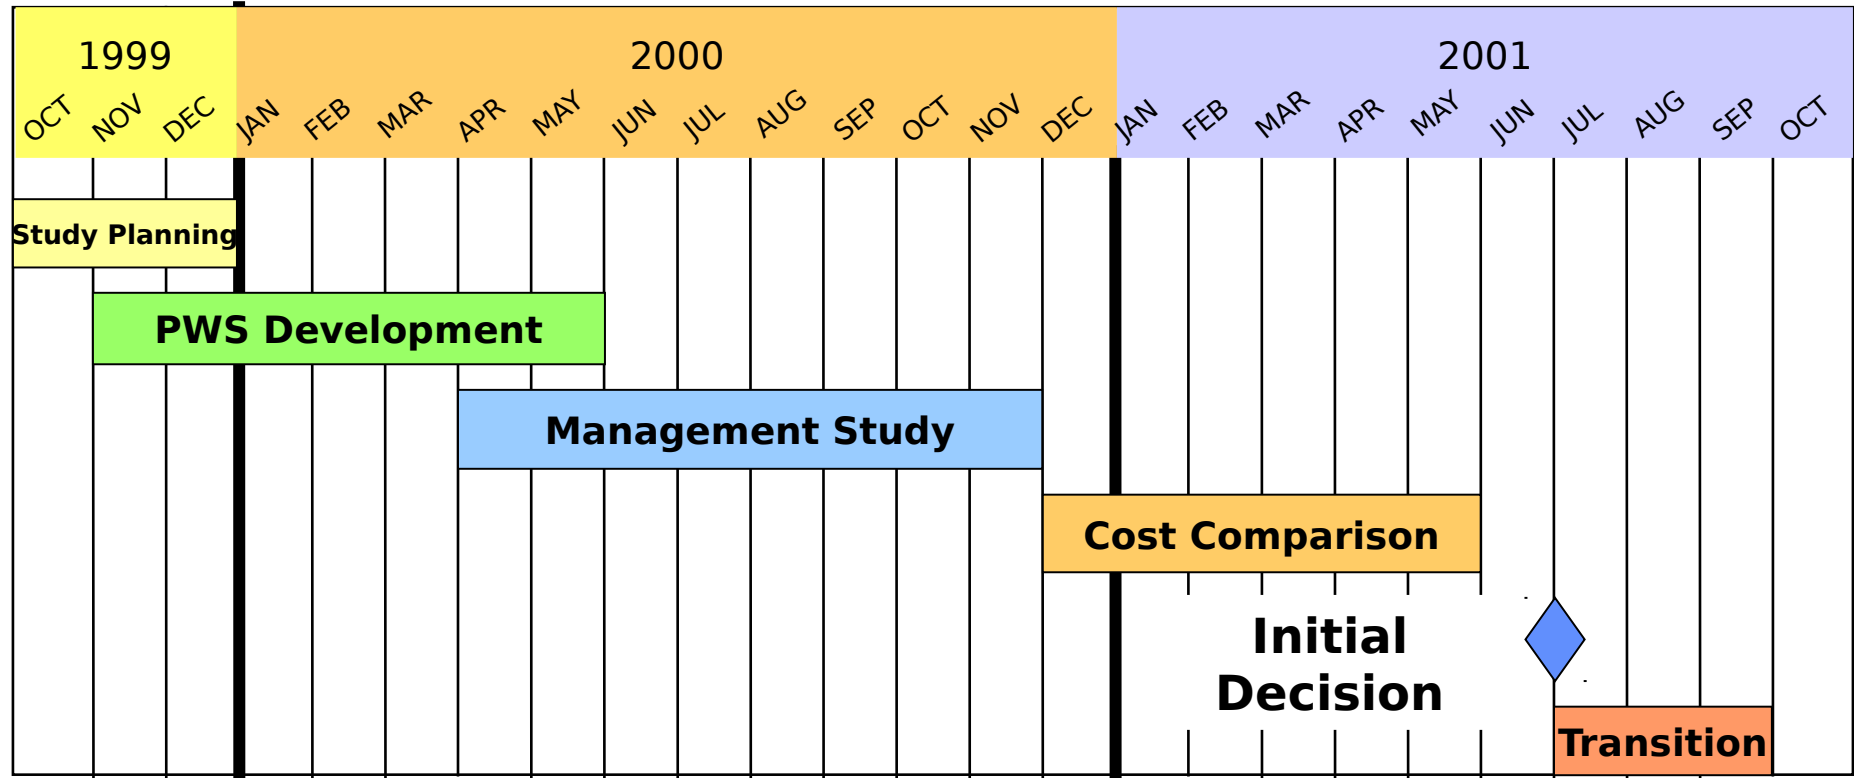 1999 2000 2001
OCT NOV DEC JAN FEB MAR APR MAY JUN JUL AUG SEP OCT NOV DEC JAN FEB MAR APR MAY JUN JUL AUG SEP OCT
Study Planning
PWS Development
Management Study
Cost Comparison
Initial
Decision
Transition